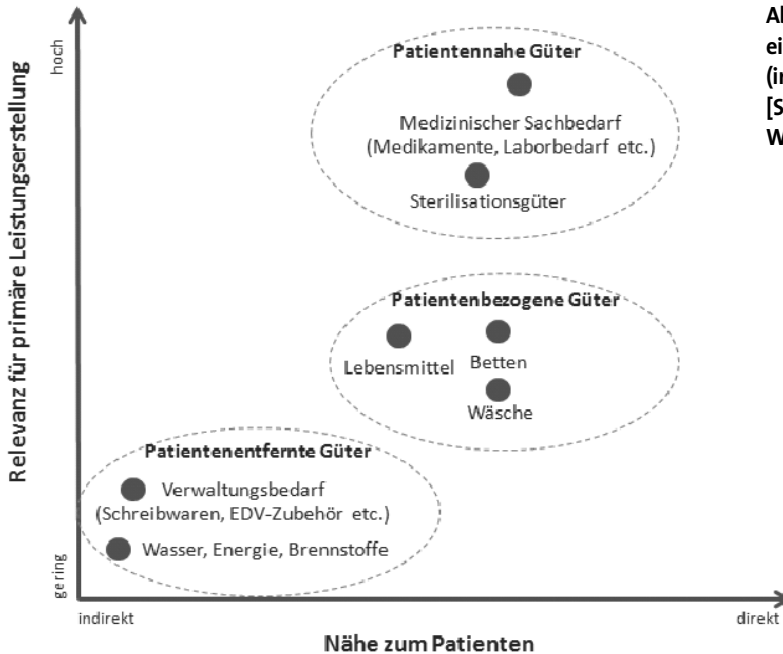 Patientennahe Güter
Medizinischer Sachbedarf
(Medikamente, Laborbedarf etc.)
Sterilisationsgüter
Patientenbezogene Güter
Lebensmittel
Betten
Wäsche
Patientenentfernte Güter
Verwaltungsbedarf
(Schreibwaren, EDV-Zubehör etc.)
Wasser, Energie, Brennstoffe
Relevanz für primäre Leistungserstellung
hoch
gering
indirekt
direkt
Nähe zum Patienten
ei
(i
[S
W